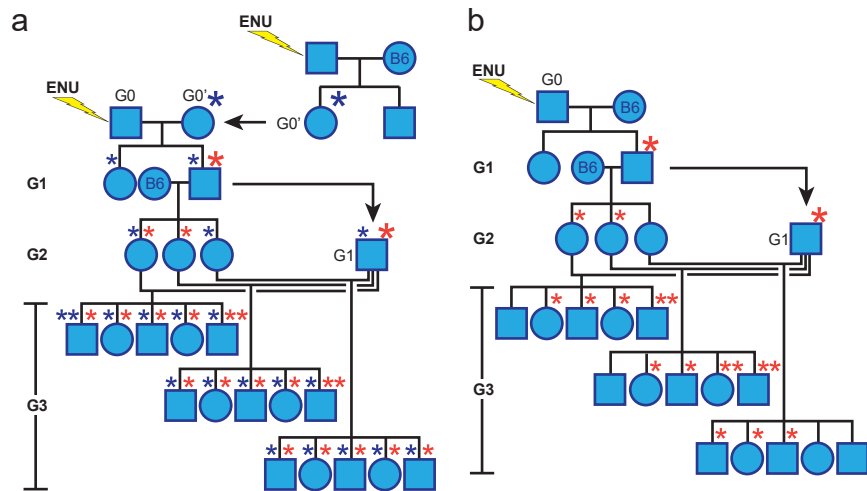 a
ENU
B6
ENU
G0
G0'*
*
G0'
* * *
G1
B6
** * * *
G2
G1
** ** ** ** ***
G3
** ** ** ** ***
** ** ** ** **
b
ENU
G0
B6
*
G1
B6
* * *
G2
G1
* * * **
G3
* * ** **
* * *